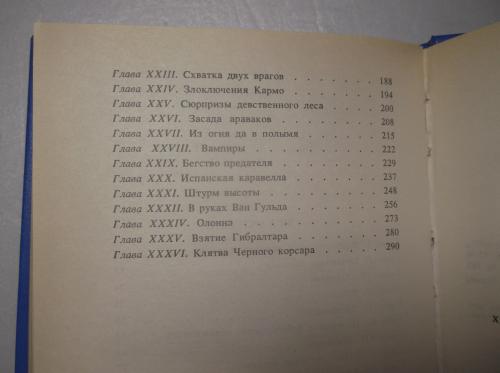 Глава XXIII. Схватка двух врагов . . . . . . . 188
Глава XXIV. Злоключения Кармо . . . . . . . 194
Глава XXV. Сюрпризы девственного леса . . . . 200
Глава XXVI. Засада араваков . . . . . . . . 208
Глава XXVII. Из огня да в полымя . . . . . . 215
Глава XXVIII. Вампиры . . . . . . . . . 222
Глава XXIX. Бегство предателя . . . . . . . 229
Глава XXX. Испанская каравелла . . . . . . 237
Глава XXXI. Штурм высоты . . . . . . . . 248
Глава XXXII. В руках Ван Гульда . . . . . . 256
Глава XXXIV. Олоннэ . . . . . . . . . . 273
Глава XXXV. Взятие Гибралтара . . . . . . . 280
Глава XXXVI. Клятва Черного корсара . . . . . 290
Х